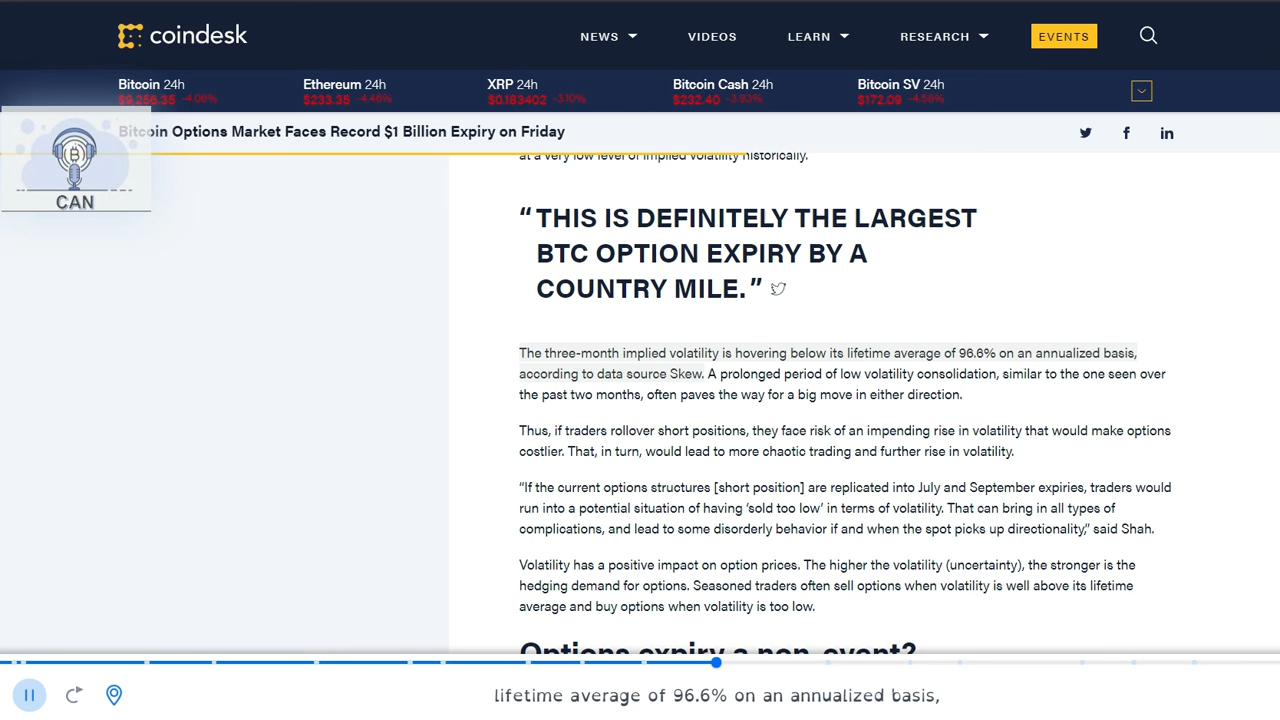 coindesk
NEWS VIDEOS LEARN RESEARCH EVENTS
Bitcoin 24h Ethereum 24h XRP 24h Bitcoin Cash 24h Bitcoin SV 24h
$9,256.35 -4.06% $233.35 -4.46% $0.183402 -3.10% $232.40 -3.93% $172.09 -4.58%
Bitcoin Options Market Faces Record $1 Billion Expiry on Friday
CAN
at a very low level of implied volatility historically.
“THIS IS DEFINITELY THE LARGEST
BTC OPTION EXPIRY BY A
COUNTRY MILE.”
The three-month implied volatility is hovering below its lifetime average of 96.6% on an annualized basis,
according to data source Skew. A prolonged period of low volatility consolidation, similar to the one seen over
the past two months, often paves the way for a big move in either direction.
Thus, if traders rollover short positions, they face risk of an impending rise in volatility that would make options
costlier. That, in turn, would lead to more chaotic trading and further rise in volatility.
“If the current options structures [short position] are replicated into July and September expiries, traders would
run into a potential situation of having ‘sold too low’ in terms of volatility. That can bring in all types of
complications, and lead to some disorderly behavior if and when the spot picks up directionality,” said Shah.
Volatility has a positive impact on option prices. The higher the volatility (uncertainty), the stronger is the
hedging demand for options. Seasoned traders often sell options when volatility is well above its lifetime
average and buy options when volatility is too low.
Options expiry a non-event?
lifetime average of 96.6% on an annualized basis,